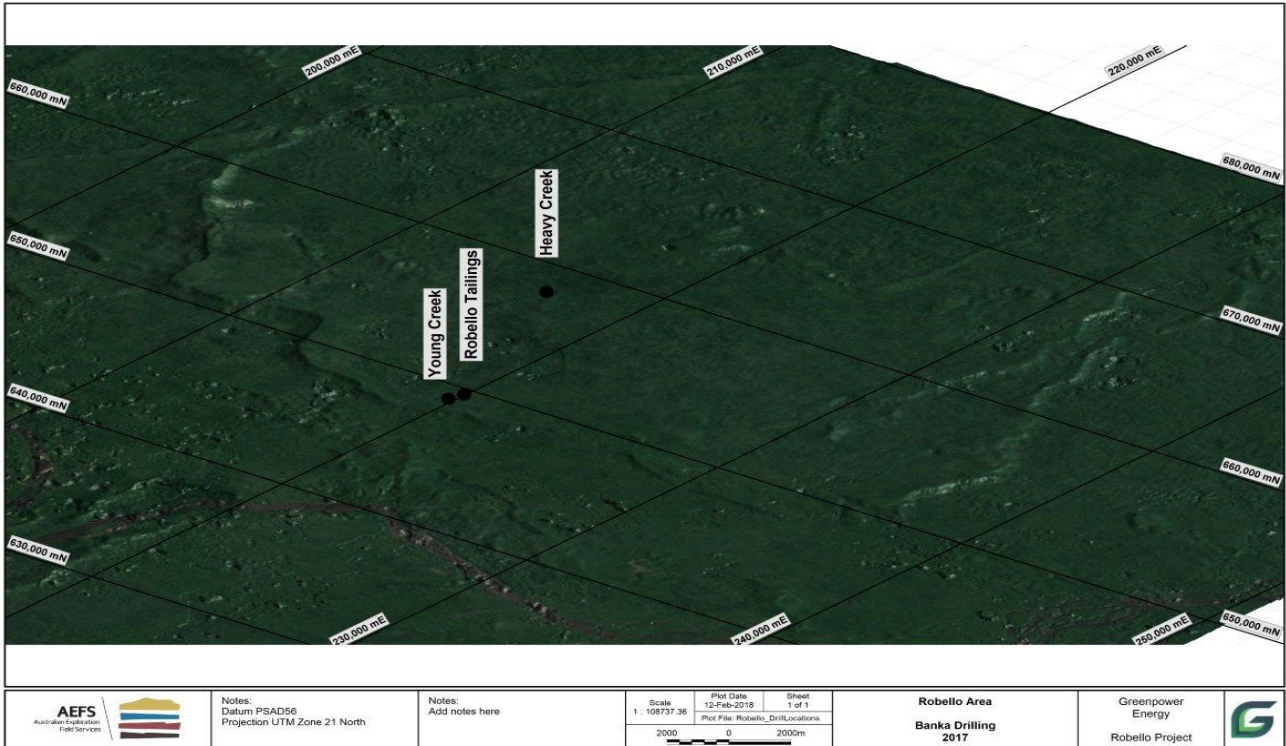 200,000 mE
210,000 mE
220,000 mE
660,000 mN
680,000 mN
Heavy Creek
650,000 mN
Robello Tailings
Young Creek
670,000 mN
640,000 mN
660,000 mN
630,000 mN
230,000 mE
240,000 mE
250,000 mE
650,000 mN
AEFS
Australian Exploration
Field Services
Notes:
Datum PSAD56
Projection UTM Zone 21 North
Notes:
Add notes here
Scale
1 : 108737.36
Plot Date
12-Feb-2018
Sheet
1 of 1
Plot File: Robello_DrillLocations
2000 0 2000m
Robello Area
Banka Drilling
2017
Greenpower
Energy
Robello Project